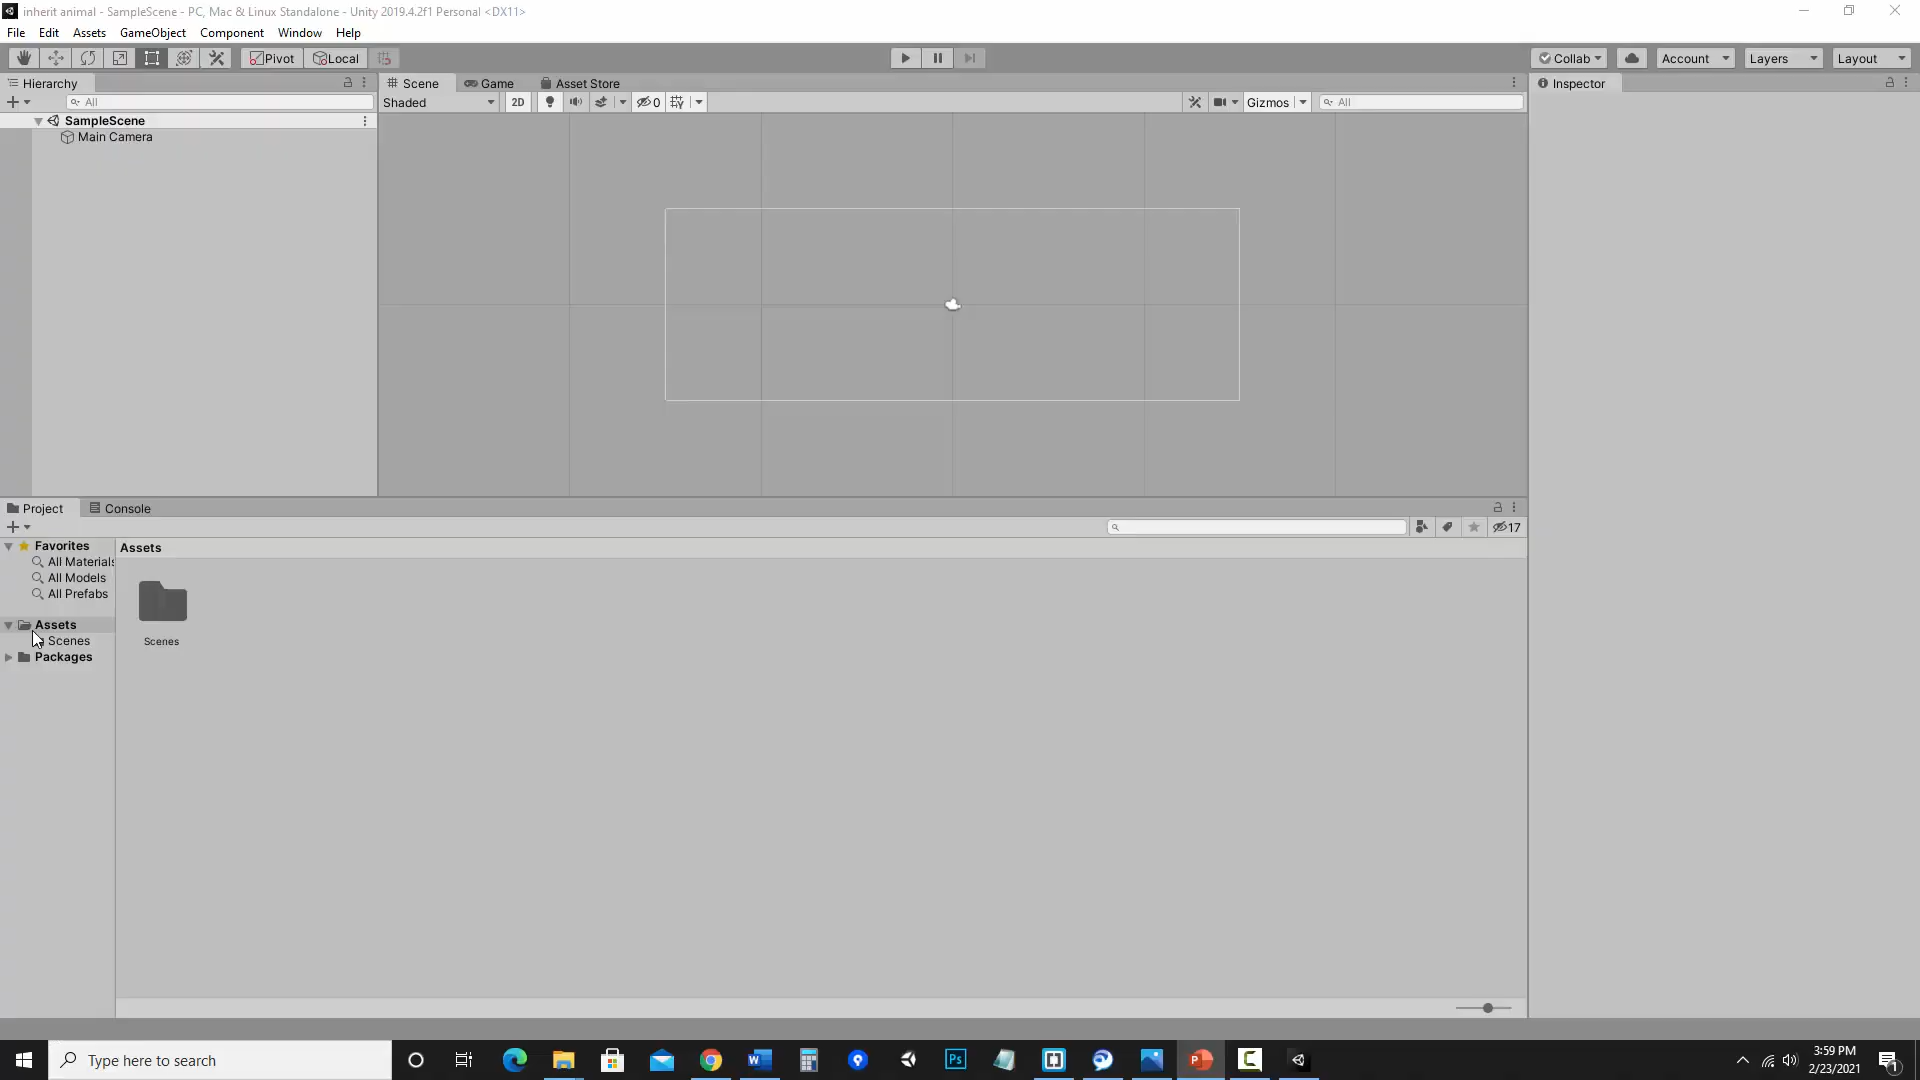 inherit animal - SampleScene - PC, Mac & Linux Standalone - Unity 2019.4.2f1 Personal <DX11>
File Edit Assets GameObject Component Window Help
Pivot Local Collab Account Layers Layout
Hierarchy Scene Game Asset Store Inspector
All Shaded 2D 0 Gizmos All
SampleScene
Main Camera
Project Console
17
Favorites Assets
All Materials
All Models
All Prefabs
Assets
Scenes Scenes
Packages
Type here to search
W Ps P C
3:59 PM
2/23/2021
1